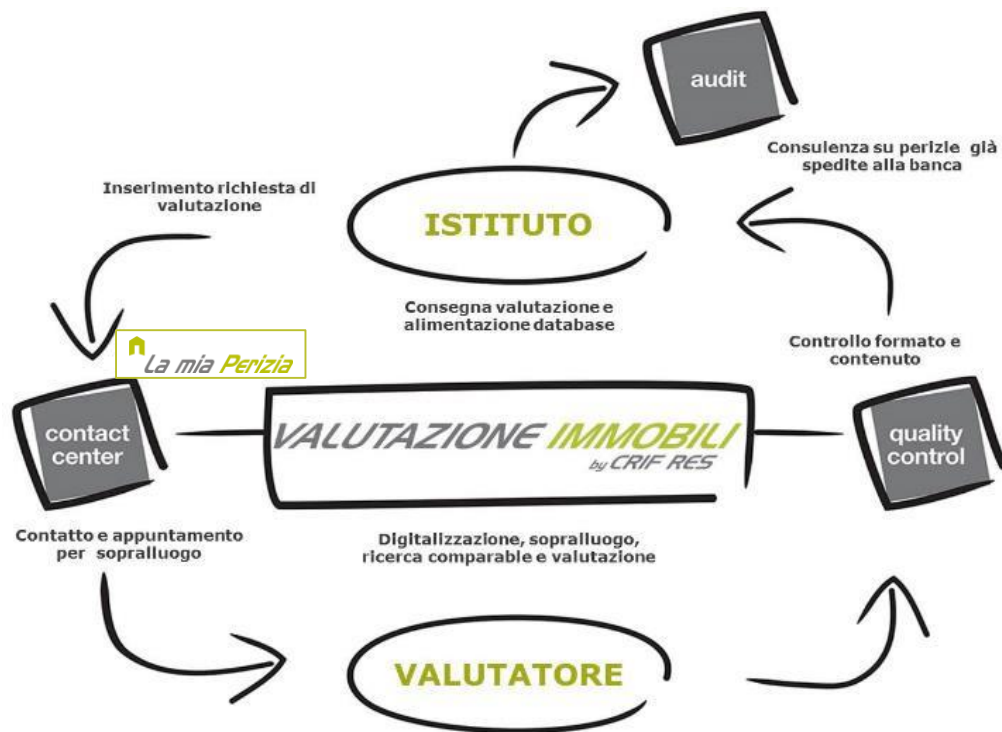 audit
Consulenza su perizie già
spedite alla banca
Inserimento richiesta di
valutazione
ISTITUTO
Consegna valutazione e
alimentazione database
La mia Perizia
Controllo formato e
contenuto
contact
center
VALUTAZIONE IMMOBILI
by CRIF RES
quality
control
Contatto e appuntamento
per sopralluogo
Digitalizzazione, sopralluogo,
ricerca comparable e valutazione
VALUTATORE